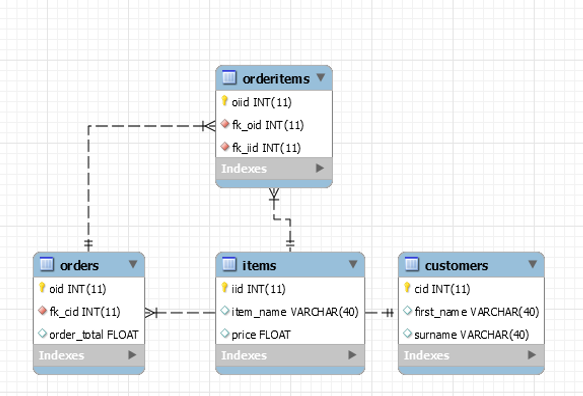 orderitems
oiid INT(11)
fk_oid INT(11)
fk_iid INT(11)
Indexes
orders
oid INT(11)
fk_cid INT(11)
order_total FLOAT
Indexes
items
iid INT(11)
item_name VARCHAR(40)
price FLOAT
Indexes
customers
cid INT(11)
first_name VARCHAR(40)
surname VARCHAR(40)
Indexes